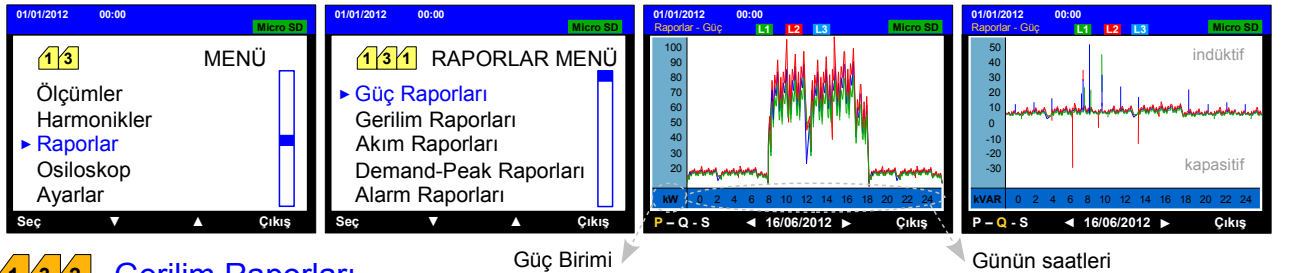 01/01/2012 00:00
Micro SD
1 3 MENÜ
Ölçümler
Harmonikler
► Raporlar
Osiloskop
Ayarlar
Seç ▼ ▲ Çıkış
01/01/2012 00:00
Micro SD
1 3 1 RAPORLAR MENÜ
► Güç Raporları
Gerilim Raporları
Akım Raporları
Demand-Peak Raporları
Alarm Raporları
Seç ▼ ▲ Çıkış
01/01/2012 00:00
Raporlar - Güç L1 L2 L3 Micro SD
100
90
80
70
60
50
40
30
20
kW 0 2 4 6 8 10 12 14 16 18 20 22 24
P – Q - S ◄ 16/06/2012 ► Çıkış
01/01/2012 00:00
Raporlar - Güç L1 L2 L3 Micro SD
50
40
30
20
10
0
-10
-20
-30
indüktif
kapasitif
kVAR 0 2 4 6 8 10 12 14 16 18 20 22 24
P – Q - S ◄ 16/06/2012 ► Çıkış
Güç Birimi
Günün saatleri
1 3 2 Gerilim Raporları